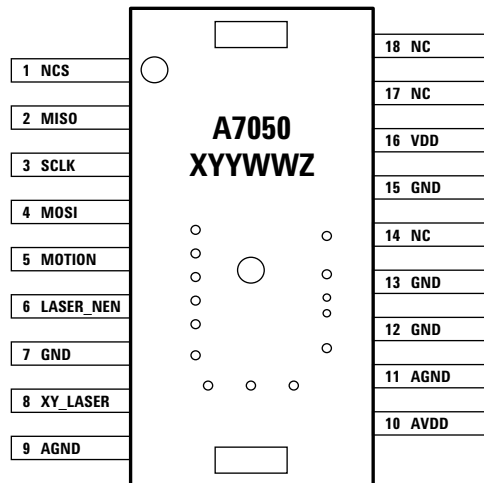 1 NCS
2 MISO
3 SCLK
4 MOSI
5 MOTION
6 LASER_NEN
7 GND
8 XY_LASER
9 AGND
A7050
XYYWWZ
18 NC
17 NC
16 VDD
15 GND
14 NC
13 GND
12 GND
11 AGND
10 AVDD